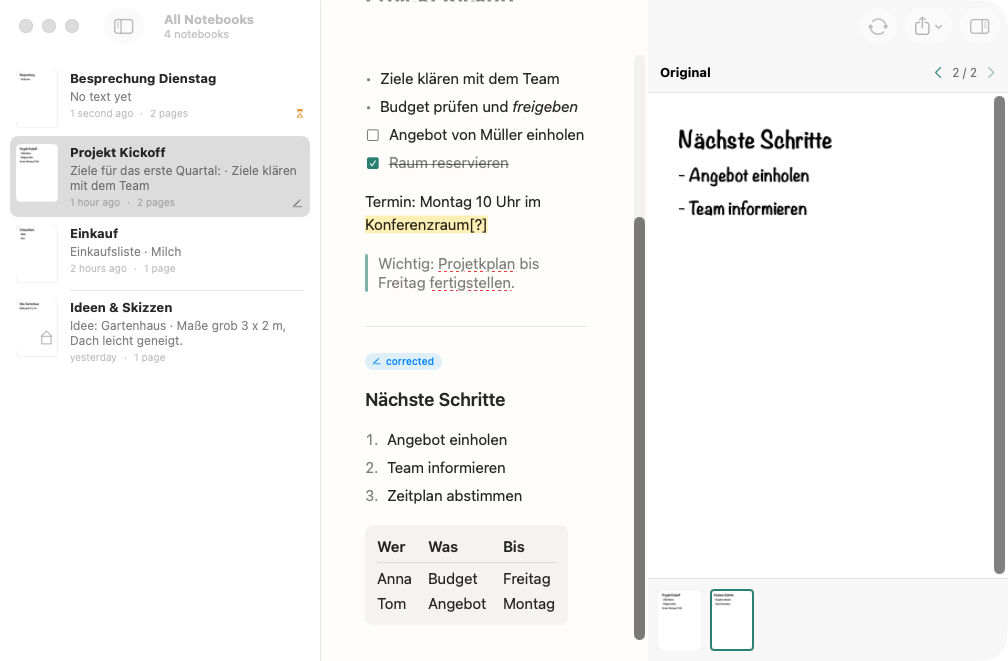 All Notebooks
4 notebooks
Besprechung Dienstag
No text yet
1 second ago · 2 pages
Projekt Kickoff
Ziele für das erste Quartal: · Ziele klären
mit dem Team
1 hour ago · 2 pages
Einkauf
Einkaufsliste · Milch
2 hours ago · 1 page
Ideen & Skizzen
Idee: Gartenhaus · Maße grob 3 x 2 m,
Dach leicht geneigt.
yesterday · 1 page
• Ziele klären mit dem Team
• Budget prüfen und freigeben
Angebot von Müller einholen
Raum reservieren
Termin: Montag 10 Uhr im
Konferenzraum[?]
Wichtig: Projetkplan bis
Freitag fertigstellen.
corrected
Nächste Schritte
1. Angebot einholen
2. Team informieren
3. Zeitplan abstimmen
Wer Was Bis
Anna Budget Freitag
Tom Angebot Montag
Original
2 / 2
Nächste Schritte
- Angebot einholen
- Team informieren